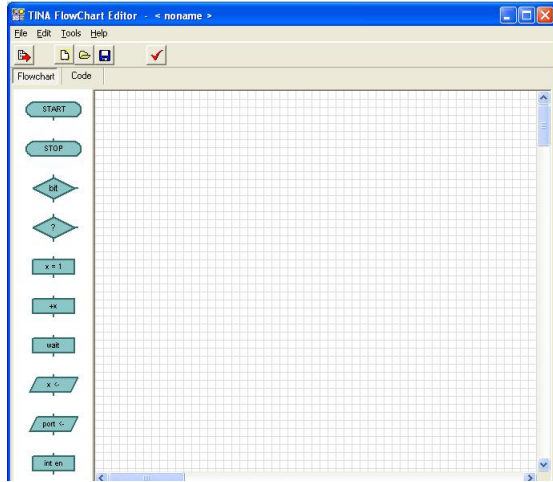 TINA FlowChart Editor - < noname >
File Edit Tools Help
Flowchart Code
START
STOP
bit
?
x = 1
+x
wait
x <-
port <-
int en